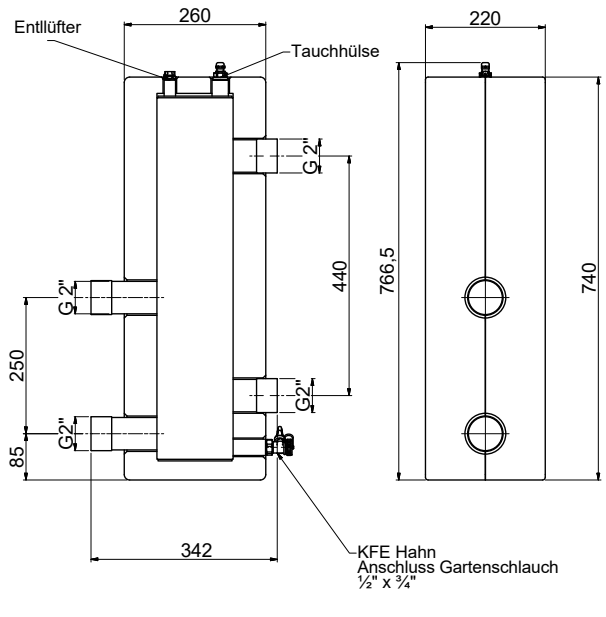 260
220
Entllüfter
Tauchhülse
G 2"
440
766,5
740
G 2"
250
G2"
G2"
85
342
KFE Hahn
Anschluss Gartenschlauch
½" x ¾"